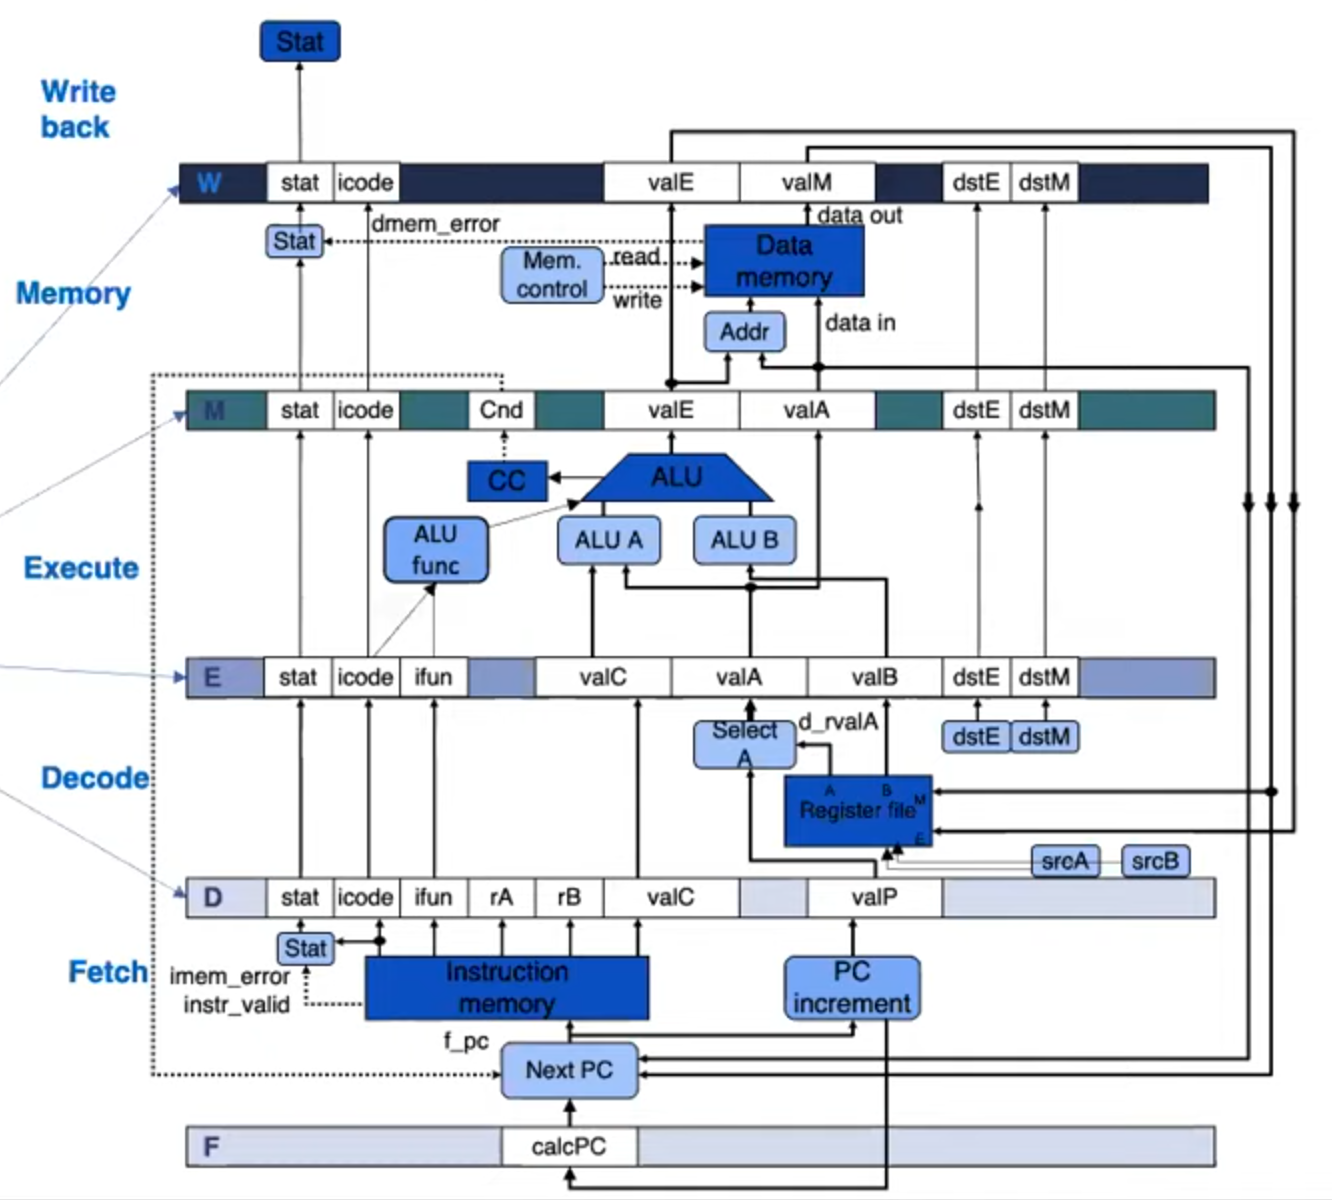 Stat
Write
back
W
stat
icode
valE
valM
dstE
dstM
dmem_error
data out
Stat
Mem.
control
read
write
Data
memory
Memory
Addr
data in
M
stat
icode
Cnd
valE
valA
dstE
dstM
CC
ALU
ALU
func
ALU A
ALU B
Execute
E
stat
icode
ifun
valC
valA
valB
dstE
dstM
Select
A
d_rvalA
dstE
dstM
Decode
A
B
M
Register file
E
srcA
srcB
D
stat
icode
ifun
rA
rB
valC
valP
Stat
Fetch
imem_error
instr_valid
Instruction
memory
PC
increment
f_pc
Next PC
F
calcPC